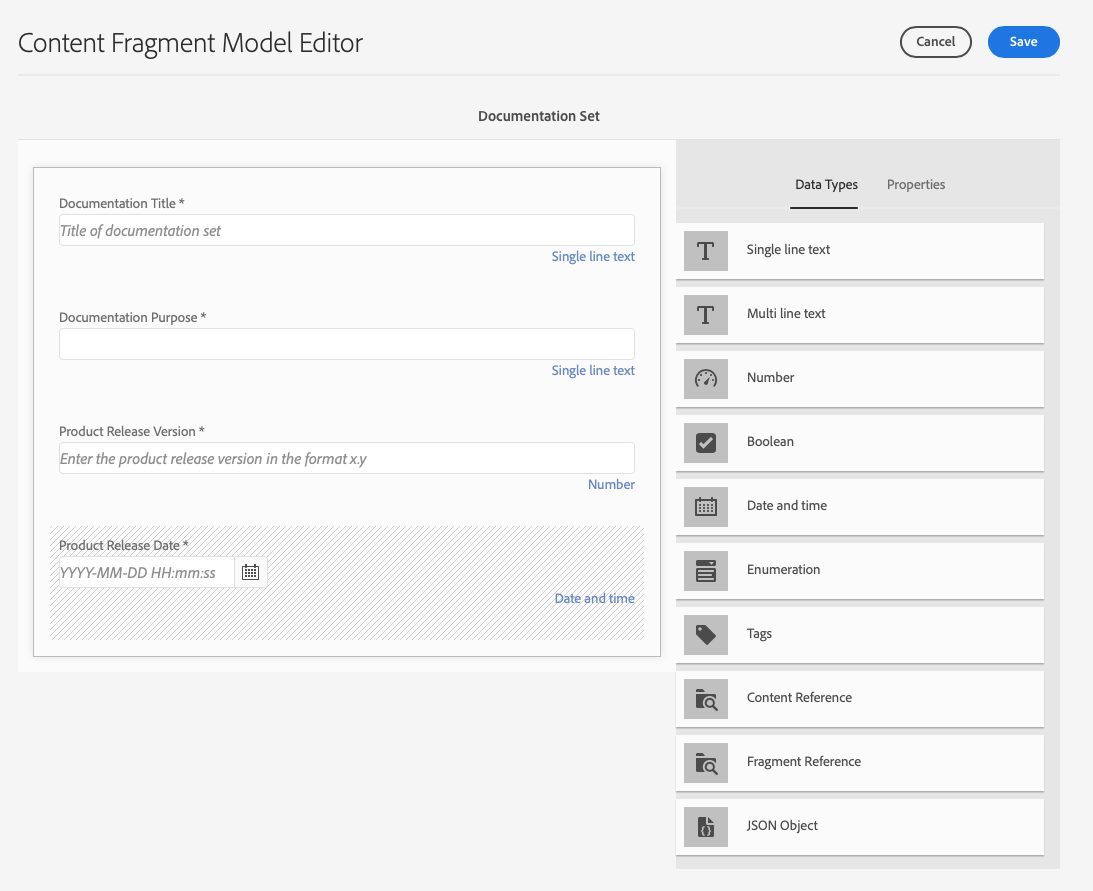 Content Fragment Model Editor
Cancel
Save
Documentation Set
Documentation Title *
Title of documentation set
Single line text
Documentation Purpose *
Single line text
Product Release Version *
Enter the product release version in the format x.y
Number
Product Release Date *
YYYY-MM-DD HH:mm:ss
Date and time
Data Types
Properties
Single line text
Multi line text
Number
Boolean
Date and time
Enumeration
Tags
Content Reference
Fragment Reference
JSON Object